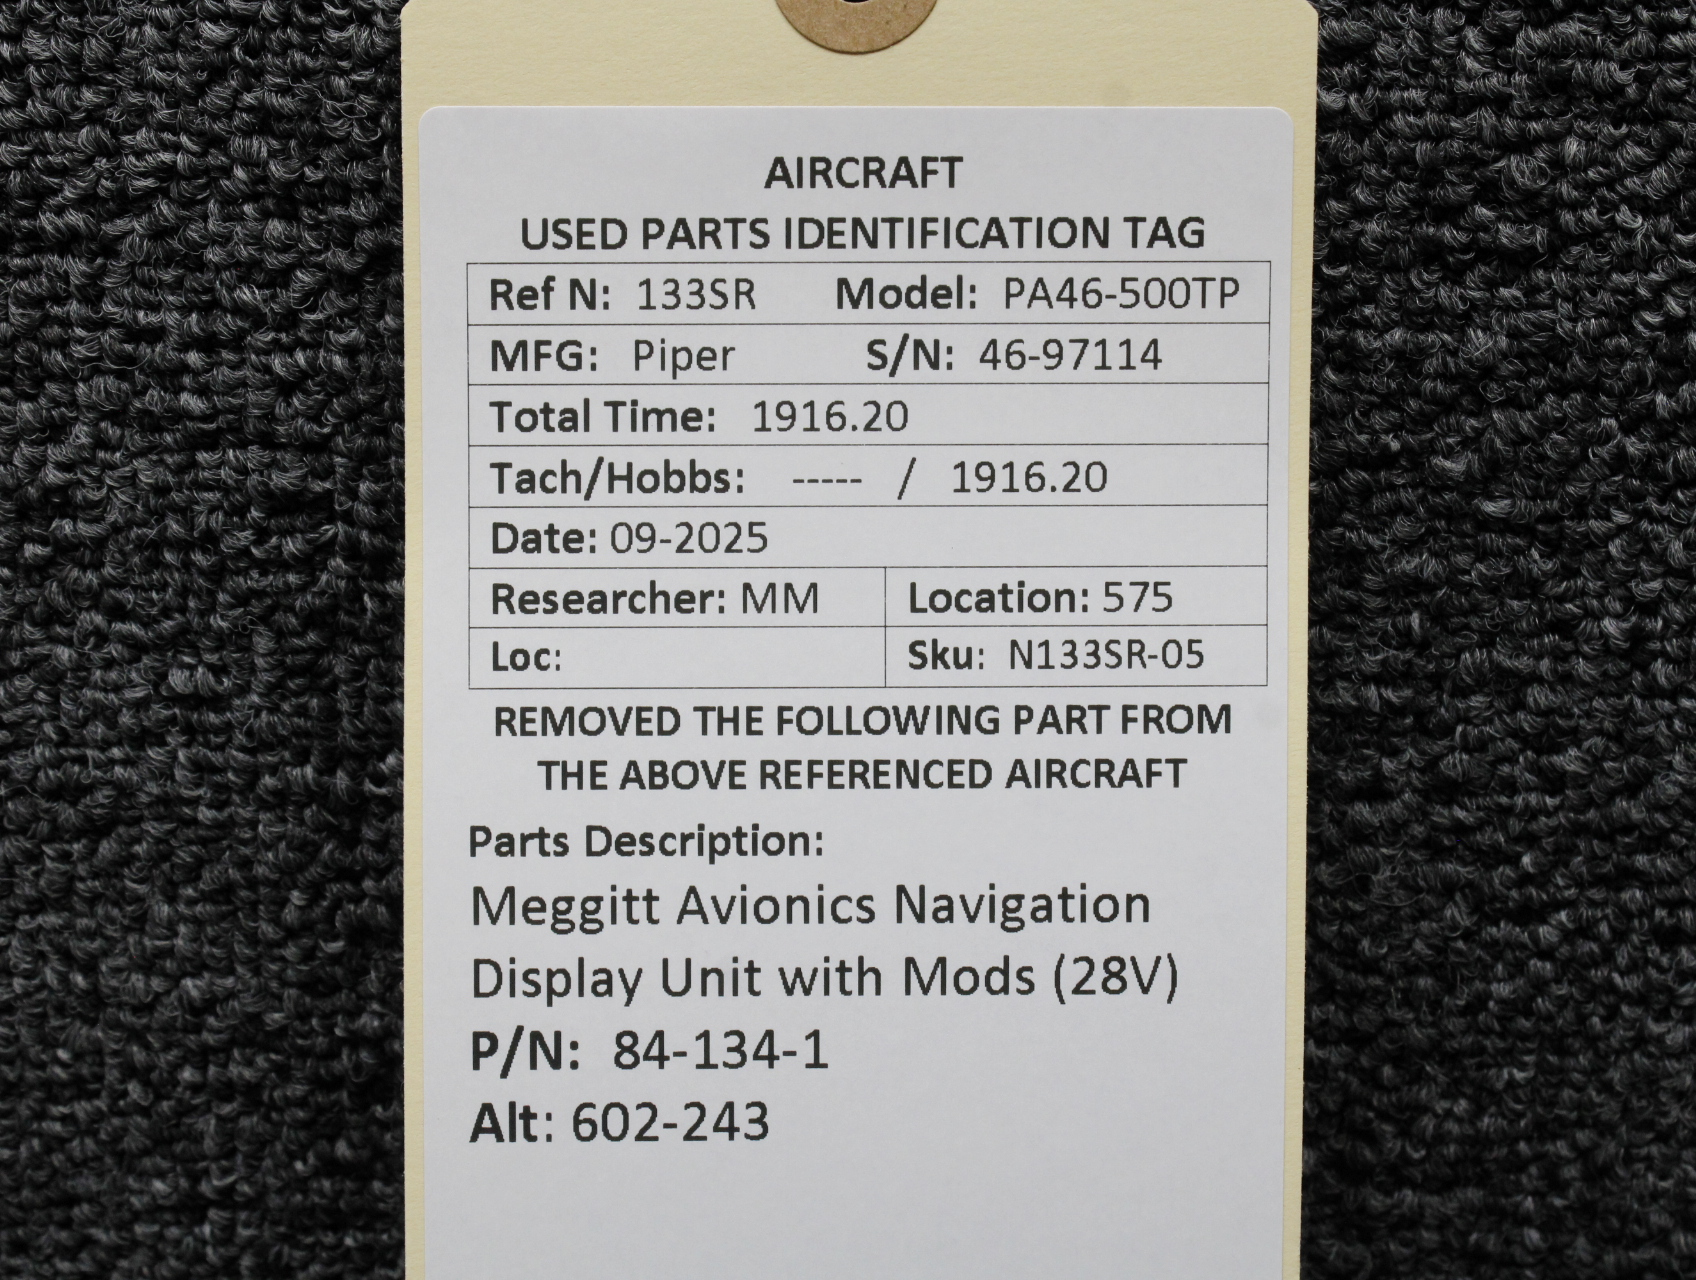 AIRCRAFT
USED PARTS IDENTIFICATION TAG
Ref N: 133SR Model: PA46-500TP
MFG: Piper S/N: 46-97114
Total Time: 1916.20
Tach/Hobbs: ----- / 1916.20
Date: 09-2025
Researcher: MM Location: 575
Loc: Sku: N133SR-05
REMOVED THE FOLLOWING PART FROM
THE ABOVE REFERENCED AIRCRAFT
Parts Description:
Meggitt Avionics Navigation
Display Unit with Mods (28V)
P/N: 84-134-1
Alt: 602-243